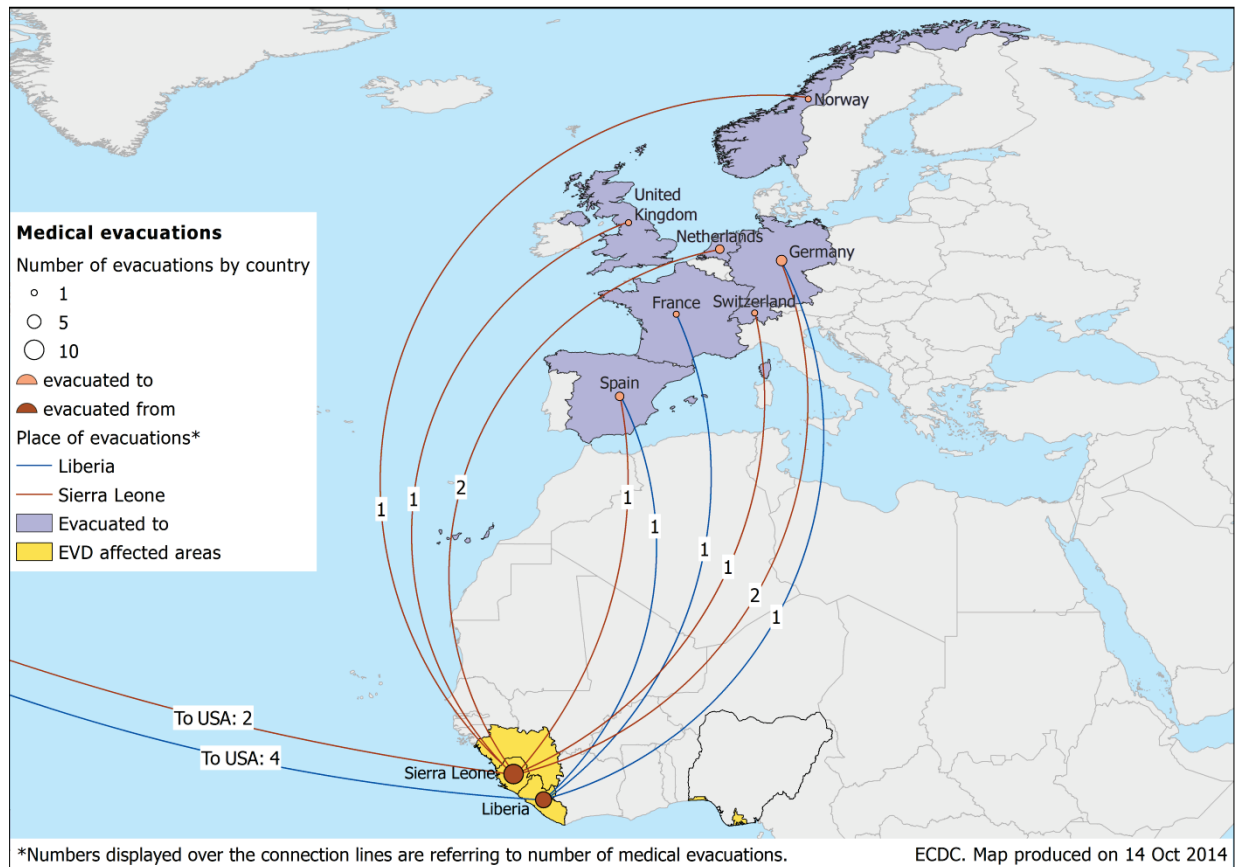 Norway
United
Kingdom
Netherlands
Germany
France
Switzerland
Spain
Medical evacuations
Number of evacuations by country
1
5
10
evacuated to
evacuated from
Place of evacuations*
Liberia
Sierra Leone
Evacuated to
EVD affected areas
1
1
2
1
1
1
1
2
1
To USA: 2
To USA: 4
Sierra Leone
Liberia
*Numbers displayed over the connection lines are referring to number of medical evacuations.
ECDC. Map produced on 14 Oct 2014